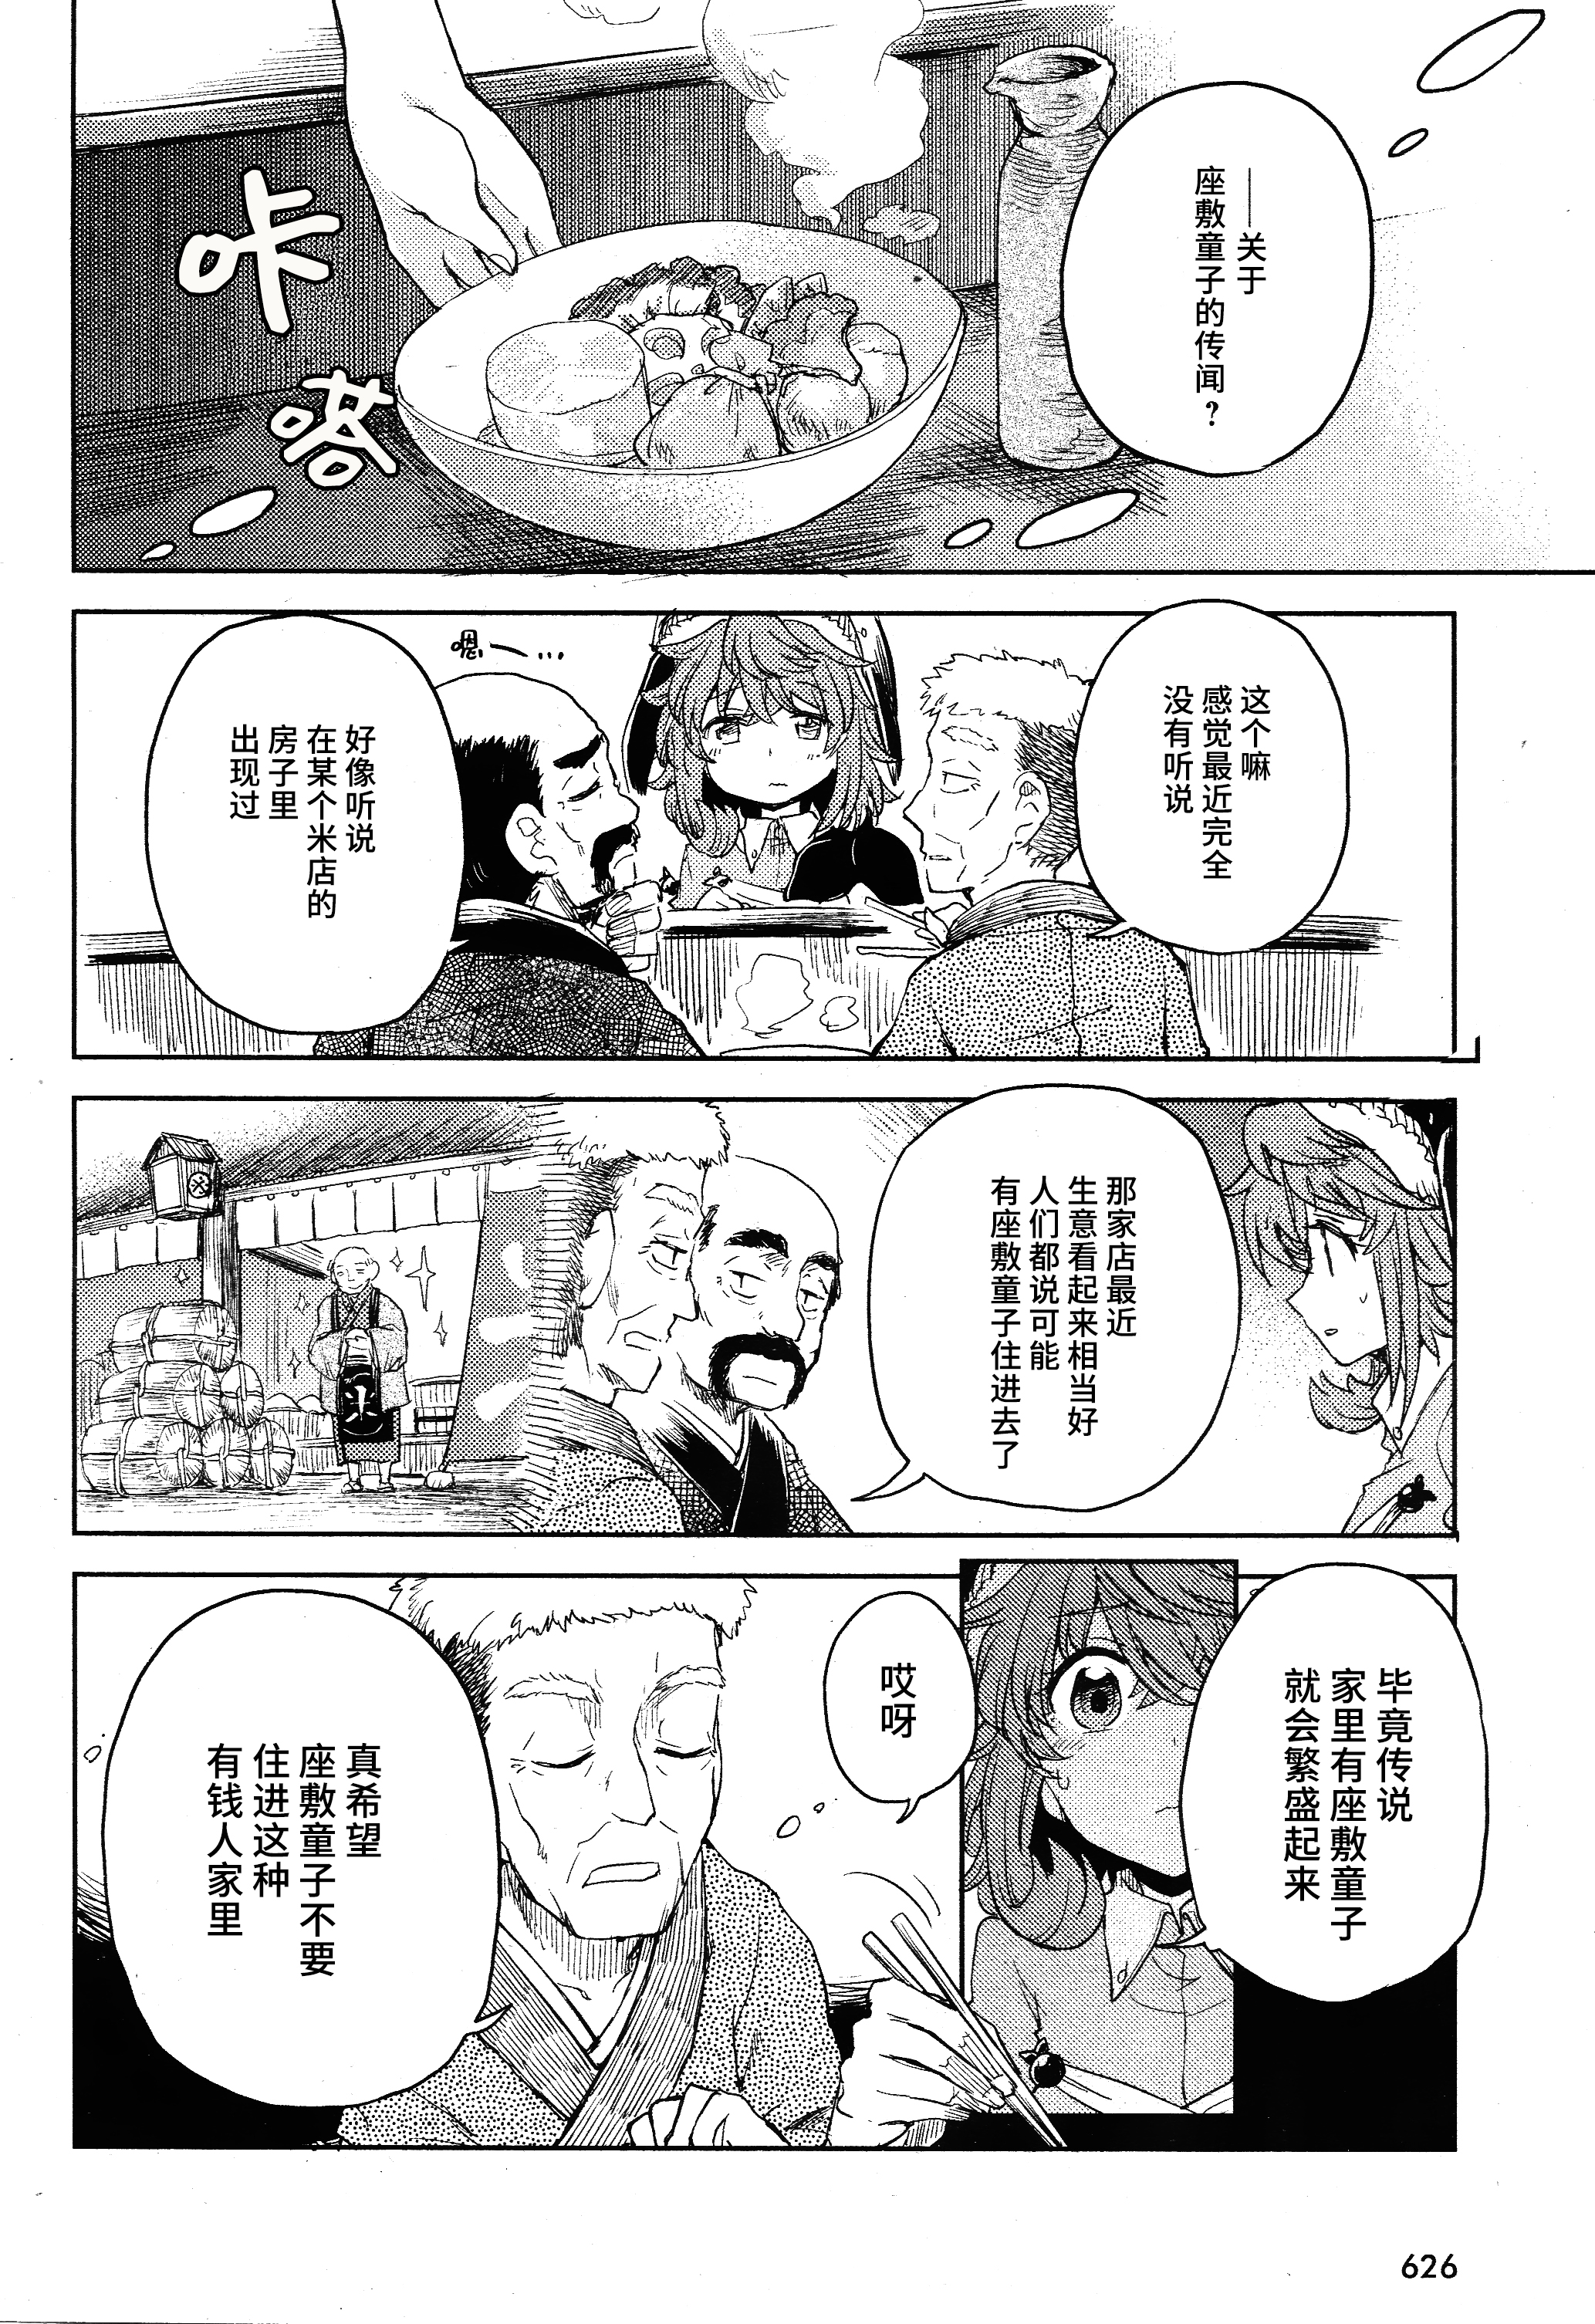 ——关于
座敷童子的传闻？
咔
嗒
这个嘛
感觉最近完全
没有听说
嗯一…
好像听说
在某个米店的
房子里
出现过
那家店最近
生意看起来相当好
人们都说可能
有座敷童子住进去了
米
毕竟传说
家里有座敷童子
就会繁盛起来
哎呀
真希望
座敷童子不要
住进这种
有钱人家里
626